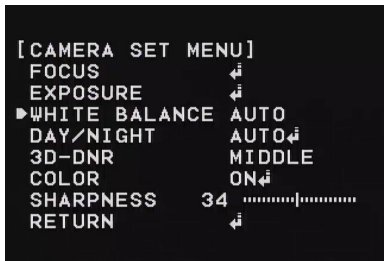 [CAMERA SET MENU]
FOCUS ↲
EXPOSURE ↲
▶WHITE BALANCE AUTO
DAY/NIGHT AUTO↲
3D-DNR MIDDLE
COLOR ON↲
SHARPNESS 34
RETURN ↲